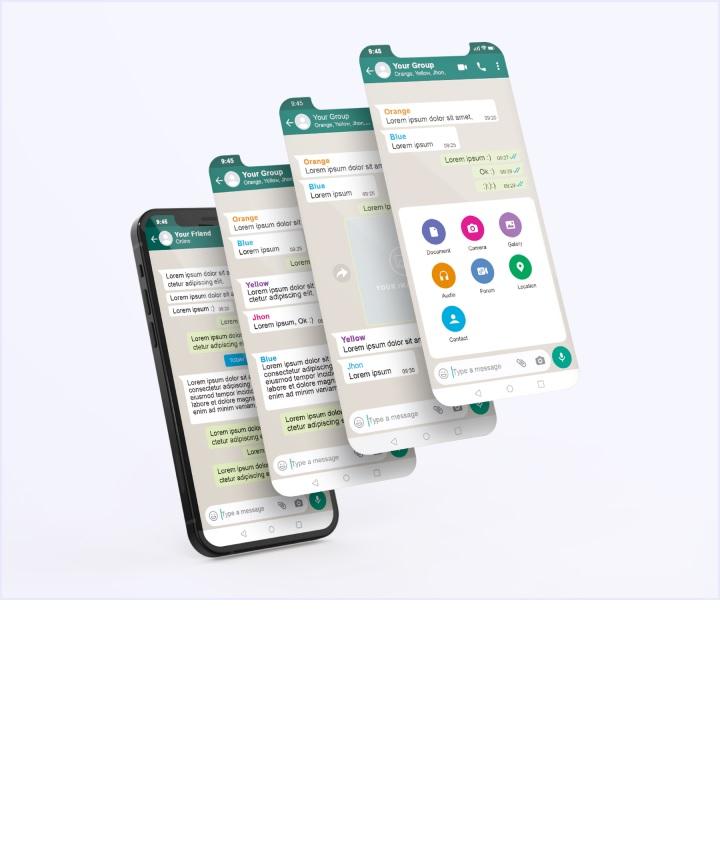 9:45
Your Friend
Online
Lorem ipsum dolor sit a
ctetur adipiscing elit.
Lorem ipsum dolor sit a
Lorem ipsum :)
Lorem
Lorem ipsum dolo
ctetur adipiscing e
Lorem ipsum dolor sit
consectetur adipiscing
eiusmod tempor incidi
labore et dolore magn
enim ad minim veniam
Lorem ipsum dolo
ctetur adipiscing e
Lorem
Lorem ipsum dolo
ctetur adipiscing e
Type a message
9:45
Your Group
Orange, Yellow, Jhon
Orange
Lorem ipsum dolor sit
Blue
Lorem ipsum 09:25
Lorem
Yellow
Lorem ipsum dolor sit
ctetur adipiscing elit.
Jhon
Lorem ipsum, Ok :)
Blue
Lorem ipsum dolor sit
consectetur adipiscing
eiusmod tempor incidi
labore et dolore magn
enim ad minim veniam
Lorem ipsum dolo
ctetur adipiscing e
Type a message
9:45
Your Group
Orange, Yellow, Jhon,...
Orange
Lorem ipsum dolor sit am
Blue
Lorem ipsum 09:25
Lorem ip
YOUR IM
Yellow
Lorem ipsum dolor sit am
Jhon
Lorem ipsum 09:30
Type a message
9:45
Your Group
Orange, Yellow, Jhon,
Orange
Lorem ipsum dolor sit amet, 09:20
Blue
Lorem ipsum 09:25
Lorem ipsum :) 09:27
Ok :) 09:29
:):):) 09:29
Document
Camera
Gallery
Audio
Forum
Location
Contact
Type a message